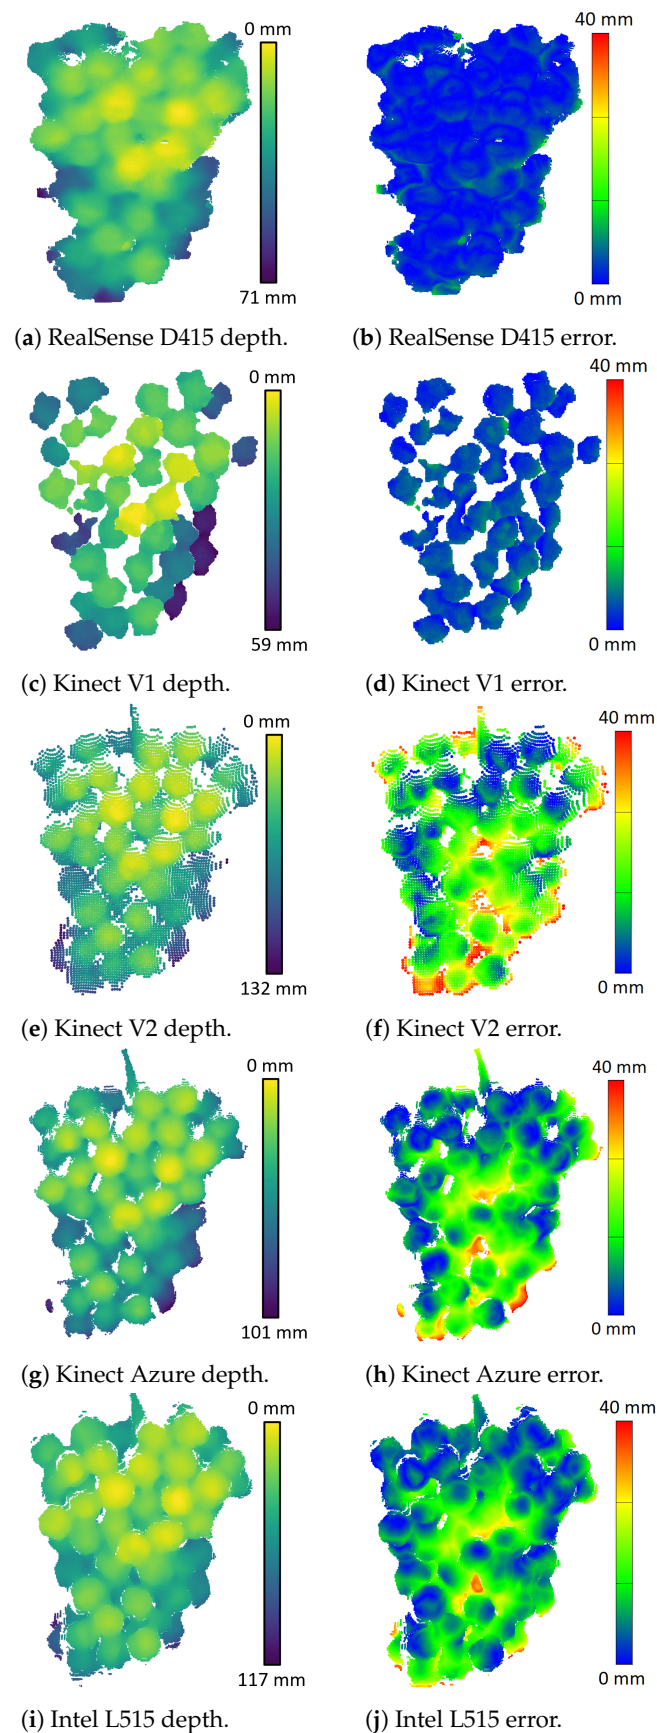 0 mm
40 mm
71 mm
0 mm
(a) RealSense D415 depth.
(b) RealSense D415 error.
0 mm
40 mm
59 mm
0 mm
(c) Kinect V1 depth.
(d) Kinect V1 error.
0 mm
40 mm
132 mm
0 mm
(e) Kinect V2 depth.
(f) Kinect V2 error.
0 mm
40 mm
101 mm
0 mm
(g) Kinect Azure depth.
(h) Kinect Azure error.
0 mm
40 mm
117 mm
0 mm
(i) Intel L515 depth.
(j) Intel L515 error.